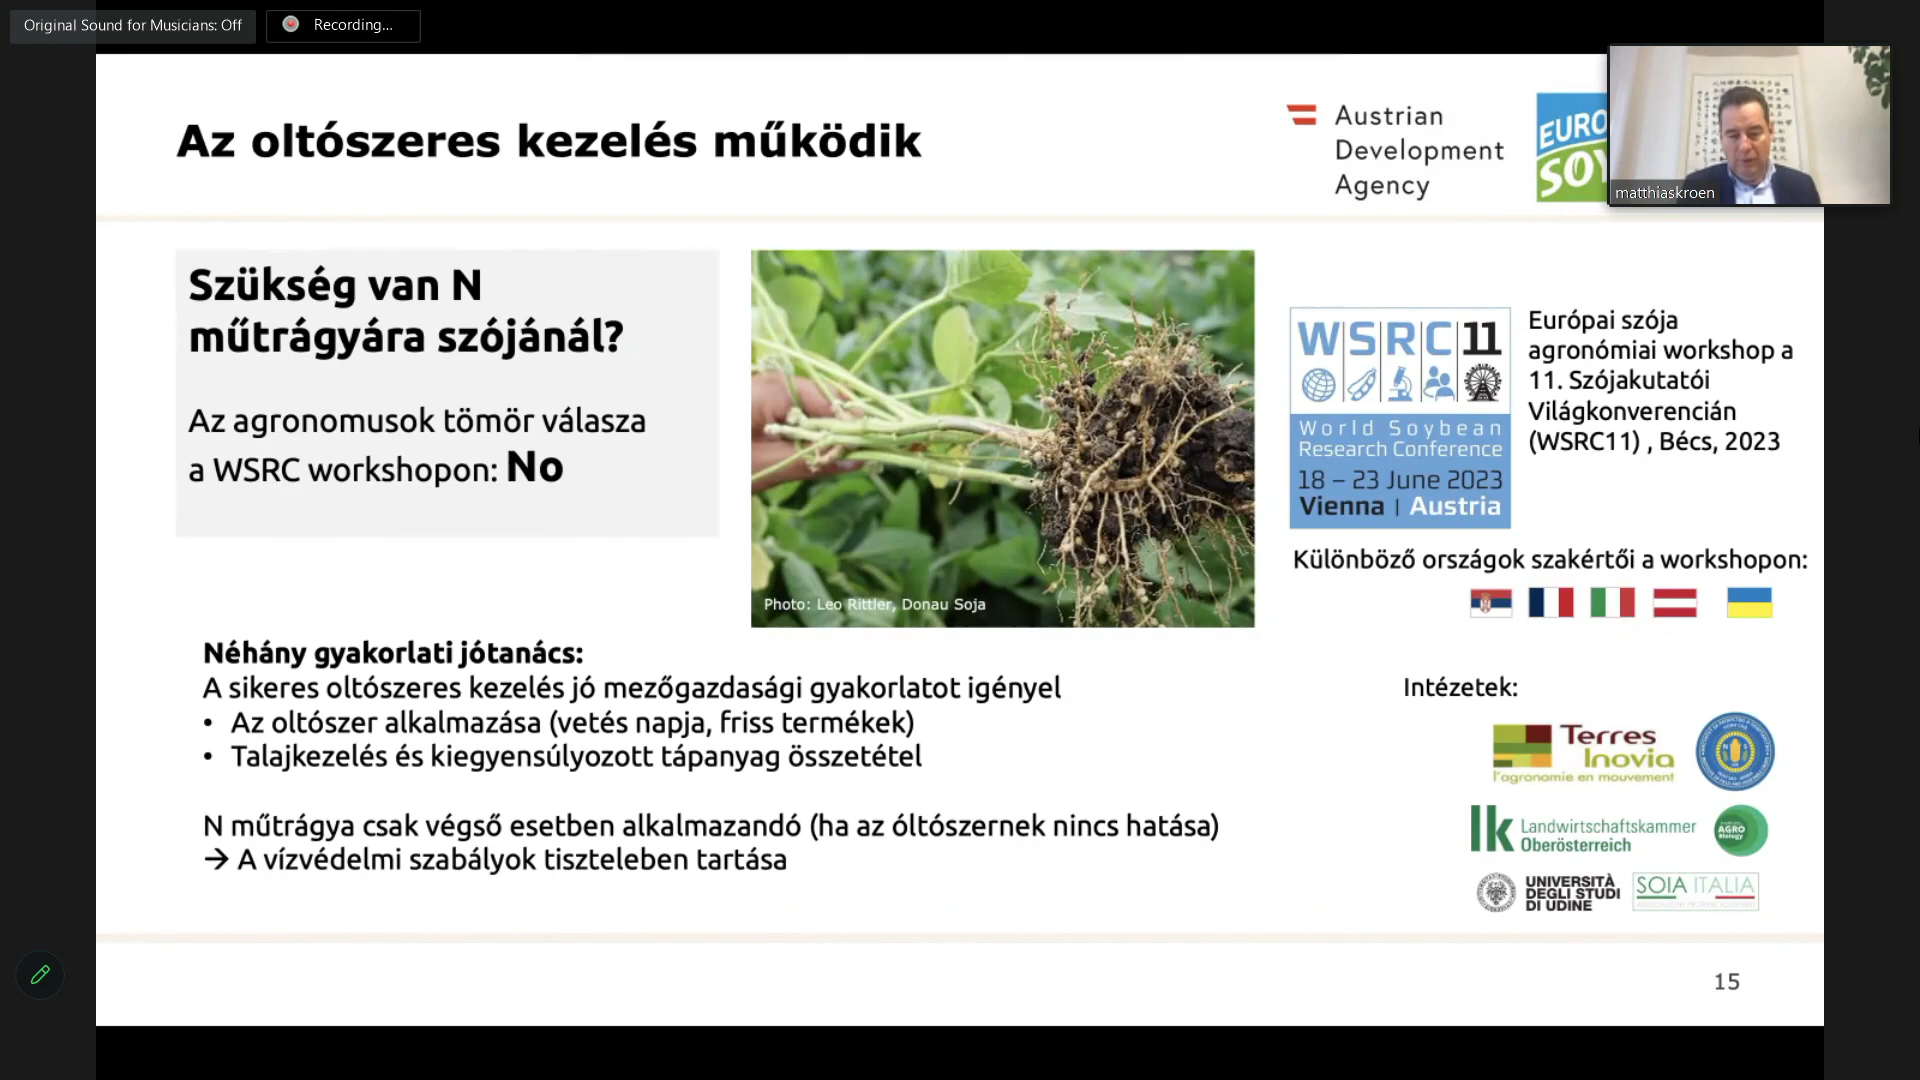 Original Sound for Musicians: Off
Recording...
Az oltószeres kezelés működik
Austrian
Development
Agency
EURO
SOY
matthiaskroen
Szükség van N
műtrágyára szójánál?
Az agronomusok tömör válasza
a WSRC workshopon: No
Photo: Leo Rittler, Donau Soja
WSRC11
World Soybean
Research Conference
18 – 23 June 2023
Vienna | Austria
Európai szója
agronómiai workshop a
11. Szójakutatói
Világkonverencián
(WSRC11) , Bécs, 2023
Különböző országok szakértői a workshopon:
Néhány gyakorlati jótanács:
A sikeres oltószeres kezelés jó mezőgazdasági gyakorlatot igényel
• Az oltószer alkalmazása (vetés napja, friss termékek)
• Talajkezelés és kiegyensúlyozott tápanyag összetétel
N műtrágya csak végső esetben alkalmazandó (ha az óltószernek nincs hatása)
→ A vízvédelmi szabályok tiszteleben tartása
Intézetek:
Terres
Inovia
l'agronomie en mouvement
lk Landwirtschaftskammer
Oberösterreich
AGRO
Biology
UNIVERSITÀ
DEGLI STUDI
DI UDINE
SOIA ITALIA
15